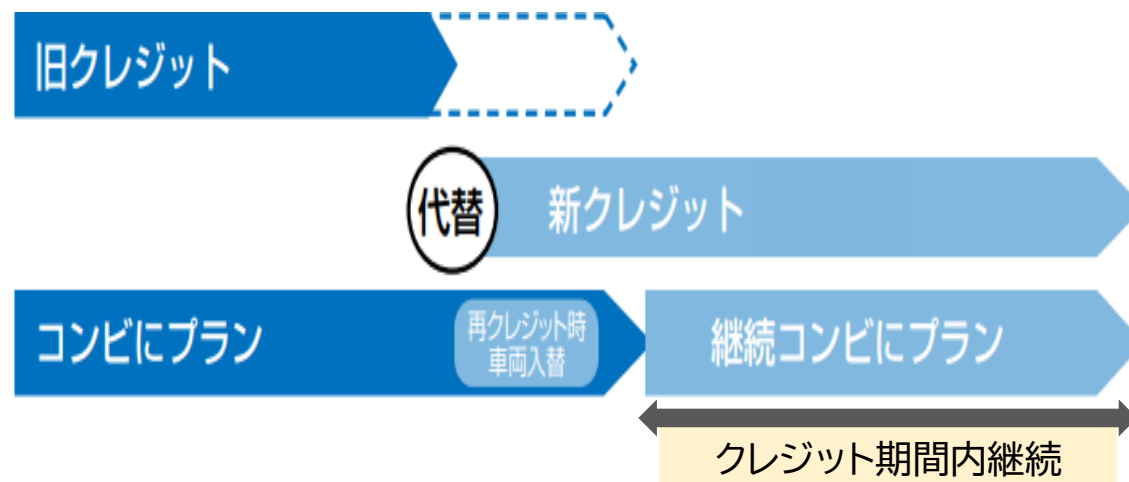 旧クレジット
代替
新クレジット
コンビにプラン
再クレジット時
車両入替
継続コンビにプラン
クレジット期間内継続